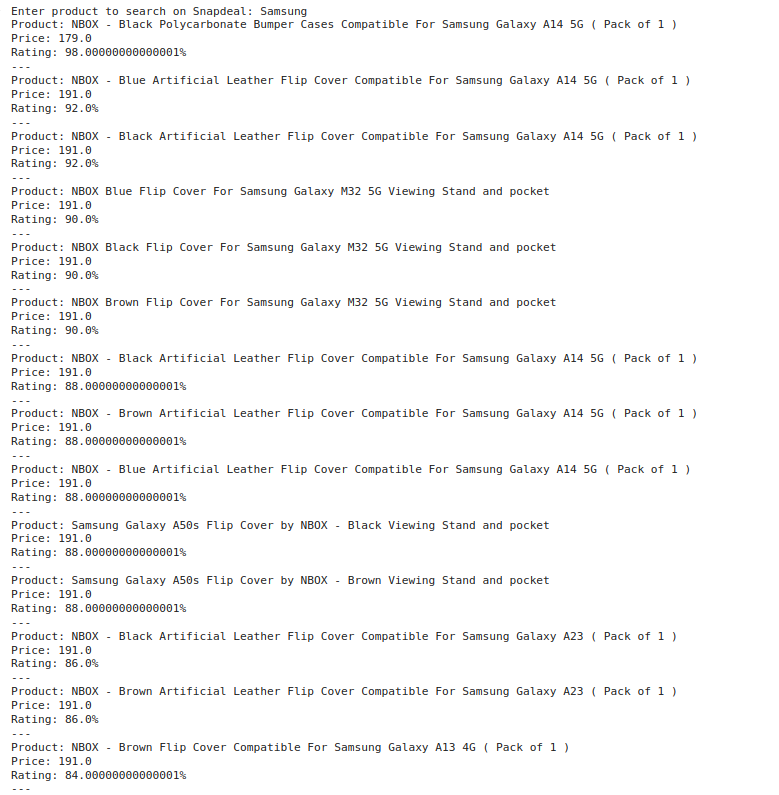 Enter product to search on Snapdeal: Samsung
Product: NBOX - Black Polycarbonate Bumper Cases Compatible For Samsung Galaxy A14 5G ( Pack of 1 )
Price: 179.0
Rating: 98.00000000000001%
---
Product: NBOX - Blue Artificial Leather Flip Cover Compatible For Samsung Galaxy A14 5G ( Pack of 1 )
Price: 191.0
Rating: 92.0%
---
Product: NBOX - Black Artificial Leather Flip Cover Compatible For Samsung Galaxy A14 5G ( Pack of 1 )
Price: 191.0
Rating: 92.0%
---
Product: NBOX Blue Flip Cover For Samsung Galaxy M32 5G Viewing Stand and pocket
Price: 191.0
Rating: 90.0%
---
Product: NBOX Black Flip Cover For Samsung Galaxy M32 5G Viewing Stand and pocket
Price: 191.0
Rating: 90.0%
---
Product: NBOX Brown Flip Cover For Samsung Galaxy M32 5G Viewing Stand and pocket
Price: 191.0
Rating: 90.0%
---
Product: NBOX - Black Artificial Leather Flip Cover Compatible For Samsung Galaxy A14 5G ( Pack of 1 )
Price: 191.0
Rating: 88.00000000000001%
---
Product: NBOX - Brown Artificial Leather Flip Cover Compatible For Samsung Galaxy A14 5G ( Pack of 1 )
Price: 191.0
Rating: 88.00000000000001%
---
Product: NBOX - Blue Artificial Leather Flip Cover Compatible For Samsung Galaxy A14 5G ( Pack of 1 )
Price: 191.0
Rating: 88.00000000000001%
---
Product: Samsung Galaxy A50s Flip Cover by NBOX - Black Viewing Stand and pocket
Price: 191.0
Rating: 88.00000000000001%
---
Product: Samsung Galaxy A50s Flip Cover by NBOX - Brown Viewing Stand and pocket
Price: 191.0
Rating: 88.00000000000001%
---
Product: NBOX - Black Artificial Leather Flip Cover Compatible For Samsung Galaxy A23 ( Pack of 1 )
Price: 191.0
Rating: 86.0%
---
Product: NBOX - Brown Artificial Leather Flip Cover Compatible For Samsung Galaxy A23 ( Pack of 1 )
Price: 191.0
Rating: 86.0%
---
Product: NBOX - Brown Flip Cover Compatible For Samsung Galaxy A13 4G ( Pack of 1 )
Price: 191.0
Rating: 84.00000000000001%
---